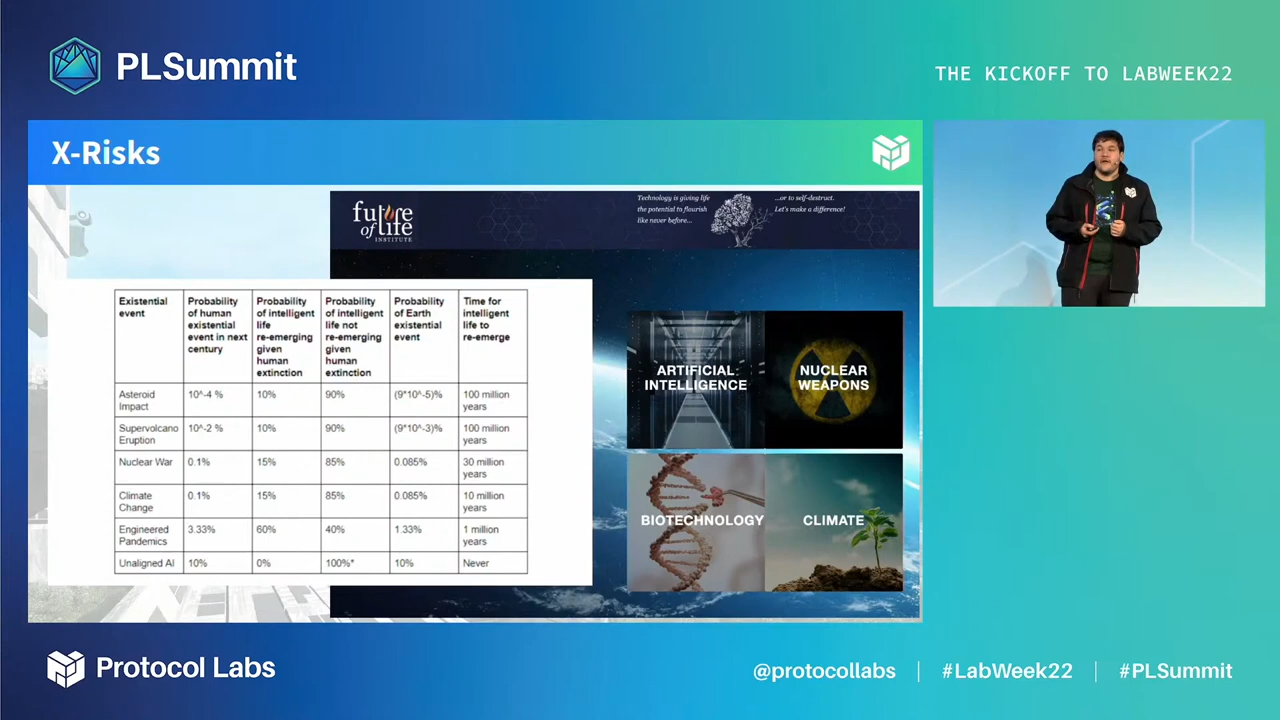 PLSummit
THE KICKOFF TO LABWEEK22
X-Risks
future
of life
INSTITUTE
Technology is giving life
the potential to flourish
like never before...
...or to self-destruct.
Let's make a difference!
Existential
event
Probability
of human
existential
event in next
century
Probability
of intelligent
life
re-emerging
given
human
extinction
Probability
of intelligent
life not
re-emerging
given
human
extinction
Probability
of Earth
existential
event
Time for
intelligent
life to
re-emerge
Asteroid
Impact
10^-4 %
10%
90%
(9*10^-5)%
100 million
years
Supervolcano
Eruption
10^-2 %
10%
90%
(9*10^-3)%
100 million
years
Nuclear War
0.1%
15%
85%
0.085%
30 million
years
Climate
Change
0.1%
15%
85%
0.085%
10 million
years
Engineered
Pandemics
3.33%
60%
40%
1.33%
1 million
years
Unaligned AI
10%
0%
100%*
10%
Never
ARTIFICIAL
INTELLIGENCE
NUCLEAR
WEAPONS
BIOTECHNOLOGY
CLIMATE
Protocol Labs
@protocollabs | #LabWeek22 | #PLSummit